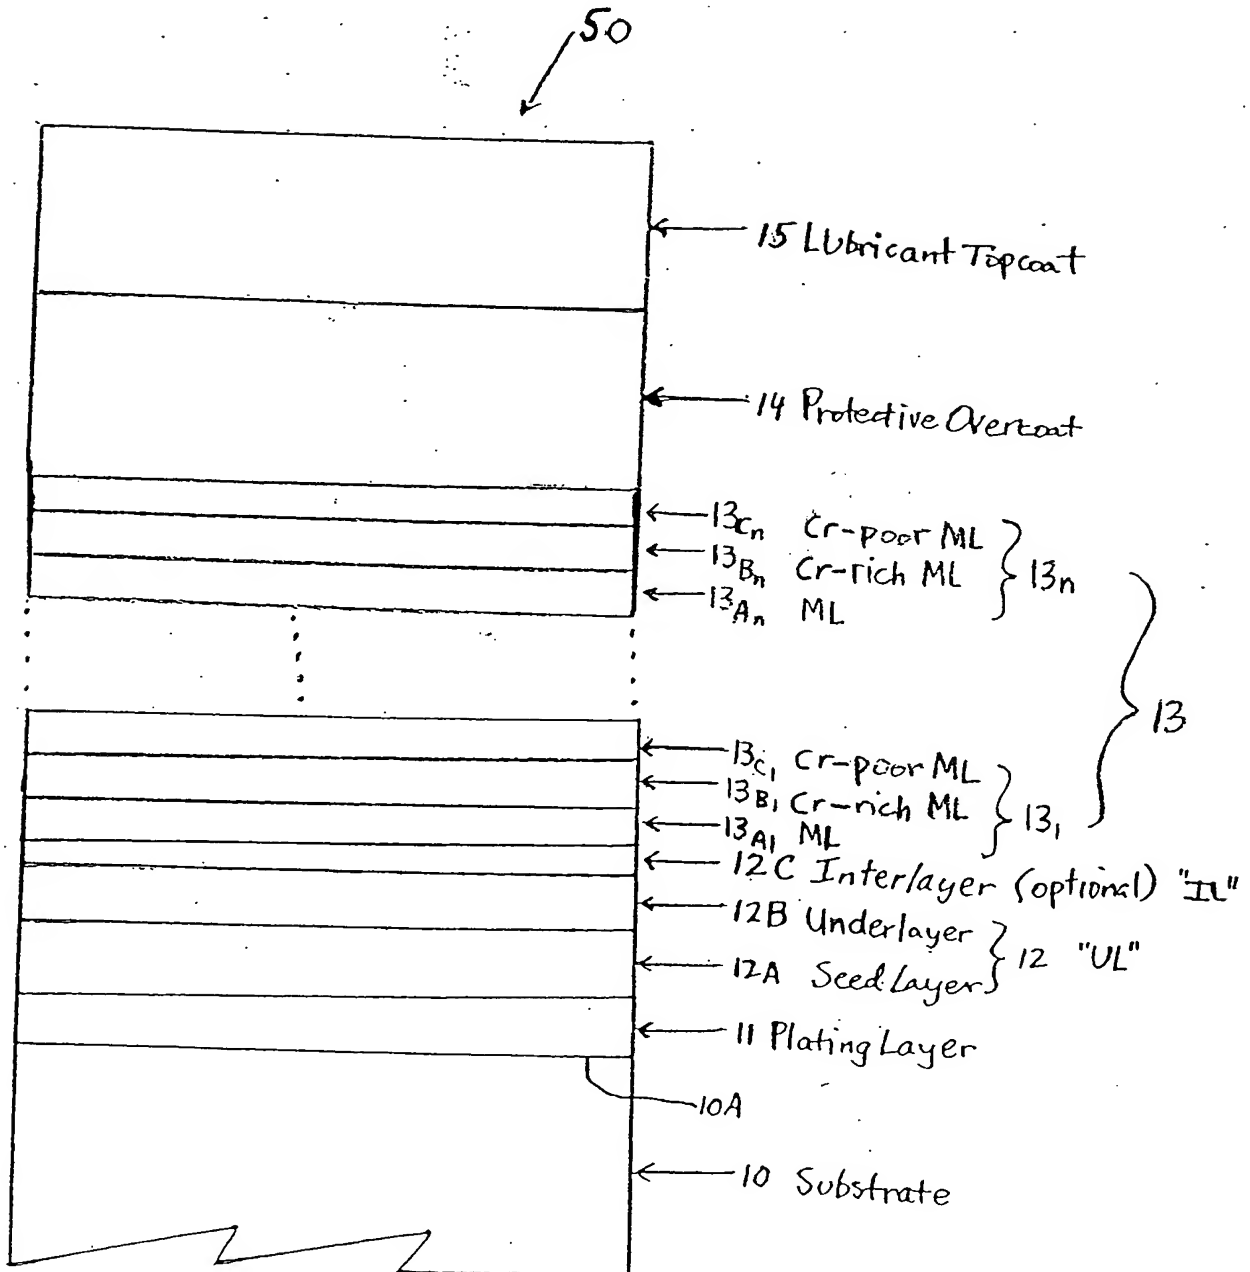 50
15 Lubricant Topcoat
14 Protective Overcoat
13Cn Cr-poor ML
13Bn Cr-rich ML } 13n
13An ML
13
13C1 Cr-poor ML
13B1 Cr-rich ML } 131
13A1 ML
12C Interlayer (optional) "IL"
12B Underlayer
12A Seed Layer } 12 "UL"
11 Plating Layer
10A
10 Substrate